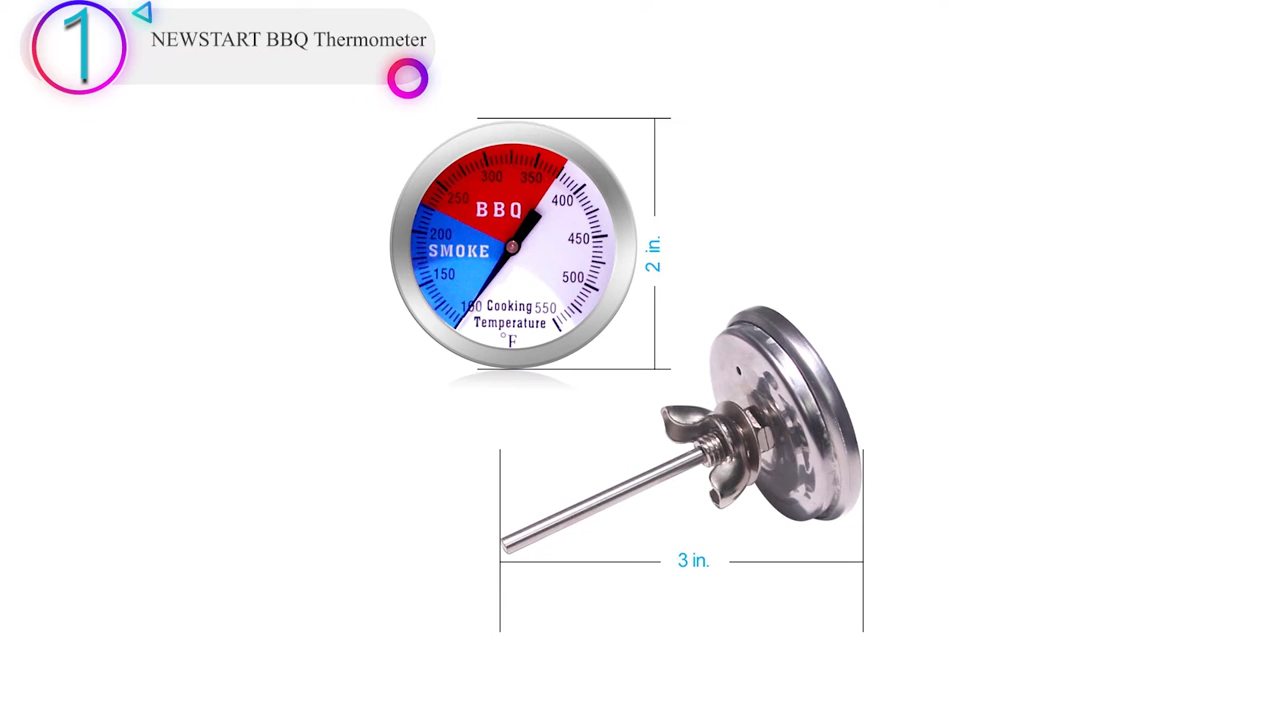 1
NEWSTART BBQ Thermometer
300 350
250
400
BBQ
200
450
SMOKE
150
500
100 Cooking 550
Temperature
°F
2 in.
3 in.